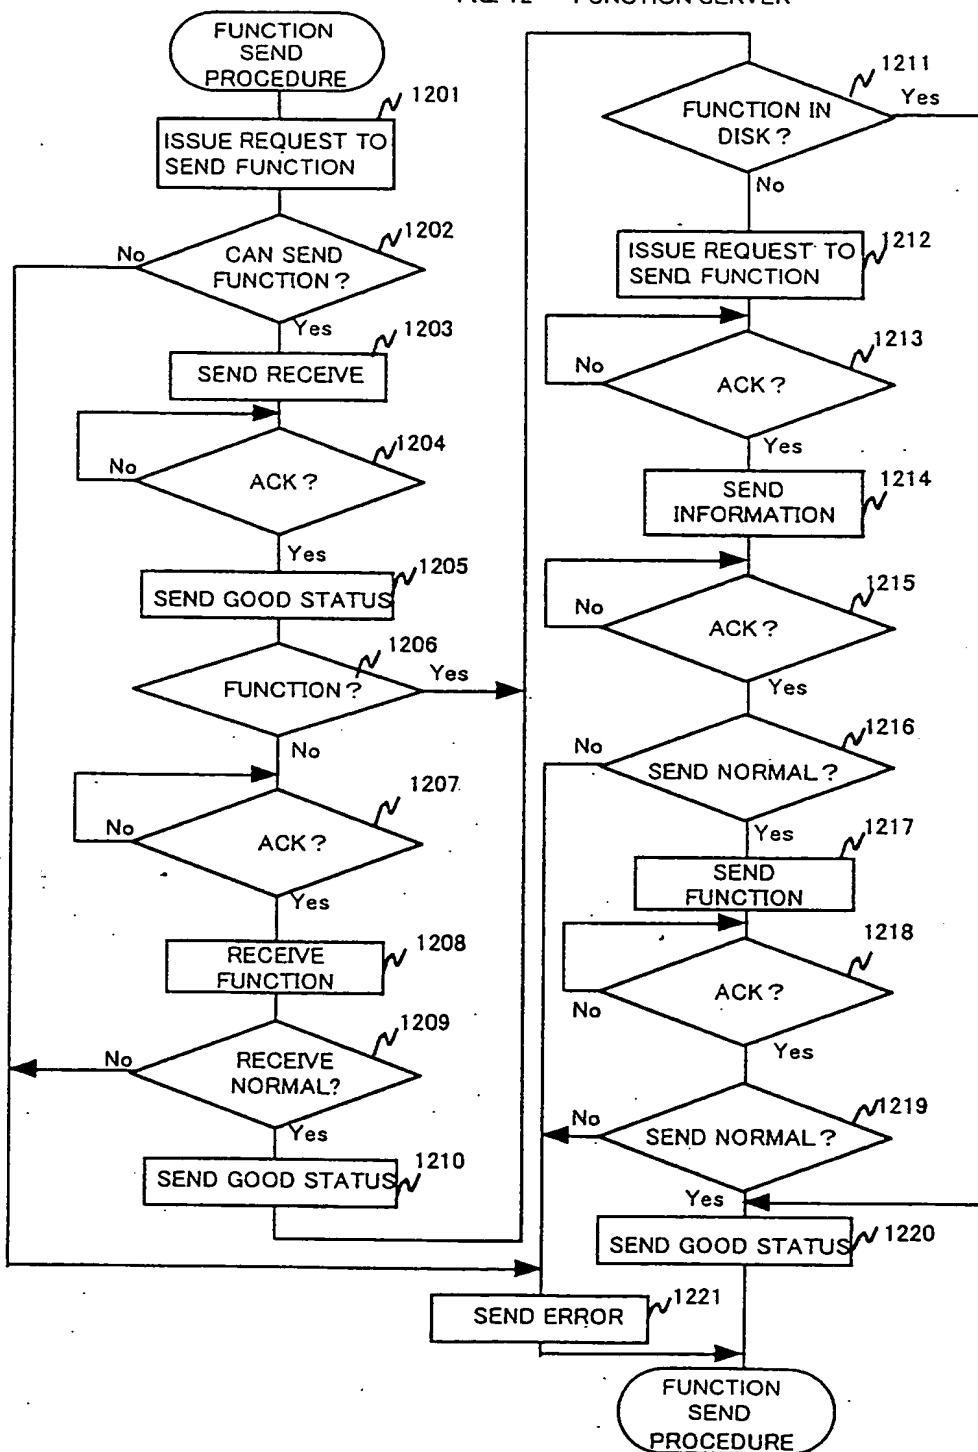 FUNCTION SERVER
FUNCTION
SEND
PROCEDURE
1201
ISSUE REQUEST TO
SEND FUNCTION
1202
No
CAN SEND
FUNCTION?
Yes
1203
SEND RECEIVE
1204
No
ACK?
Yes
1205
SEND GOOD STATUS
1206
FUNCTION?
Yes
No
1207
No
ACK?
Yes
1208
RECEIVE
FUNCTION
1209
No
RECEIVE
NORMAL?
Yes
1210
SEND GOOD STATUS
1211
Yes
FUNCTION IN
DISK?
No
1212
ISSUE REQUEST TO
SEND FUNCTION
1213
No
ACK?
Yes
1214
SEND
INFORMATION
1215
No
ACK?
Yes
1216
No
SEND NORMAL?
Yes
1217
SEND
FUNCTION
1218
ACK?
No
Yes
1219
No
SEND NORMAL?
Yes
1220
SEND GOOD STATUS
1221
SEND ERROR
FUNCTION
SEND
PROCEDURE